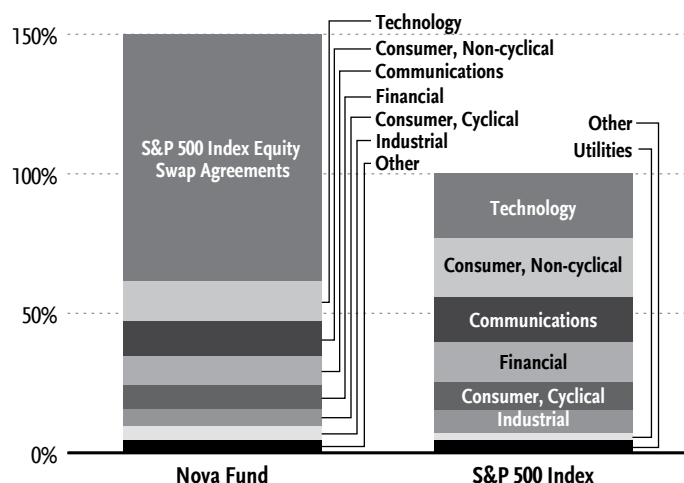 150%
100%
50%
0%
S&P 500 Index Equity
Swap Agreements
Technology
Consumer, Non-cyclical
Communications
Financial
Consumer, Cyclical
Industrial
Other
Nova Fund
Other
Utilities
Technology
Consumer, Non-cyclical
Communications
Financial
Consumer, Cyclical
Industrial
S&P 500 Index